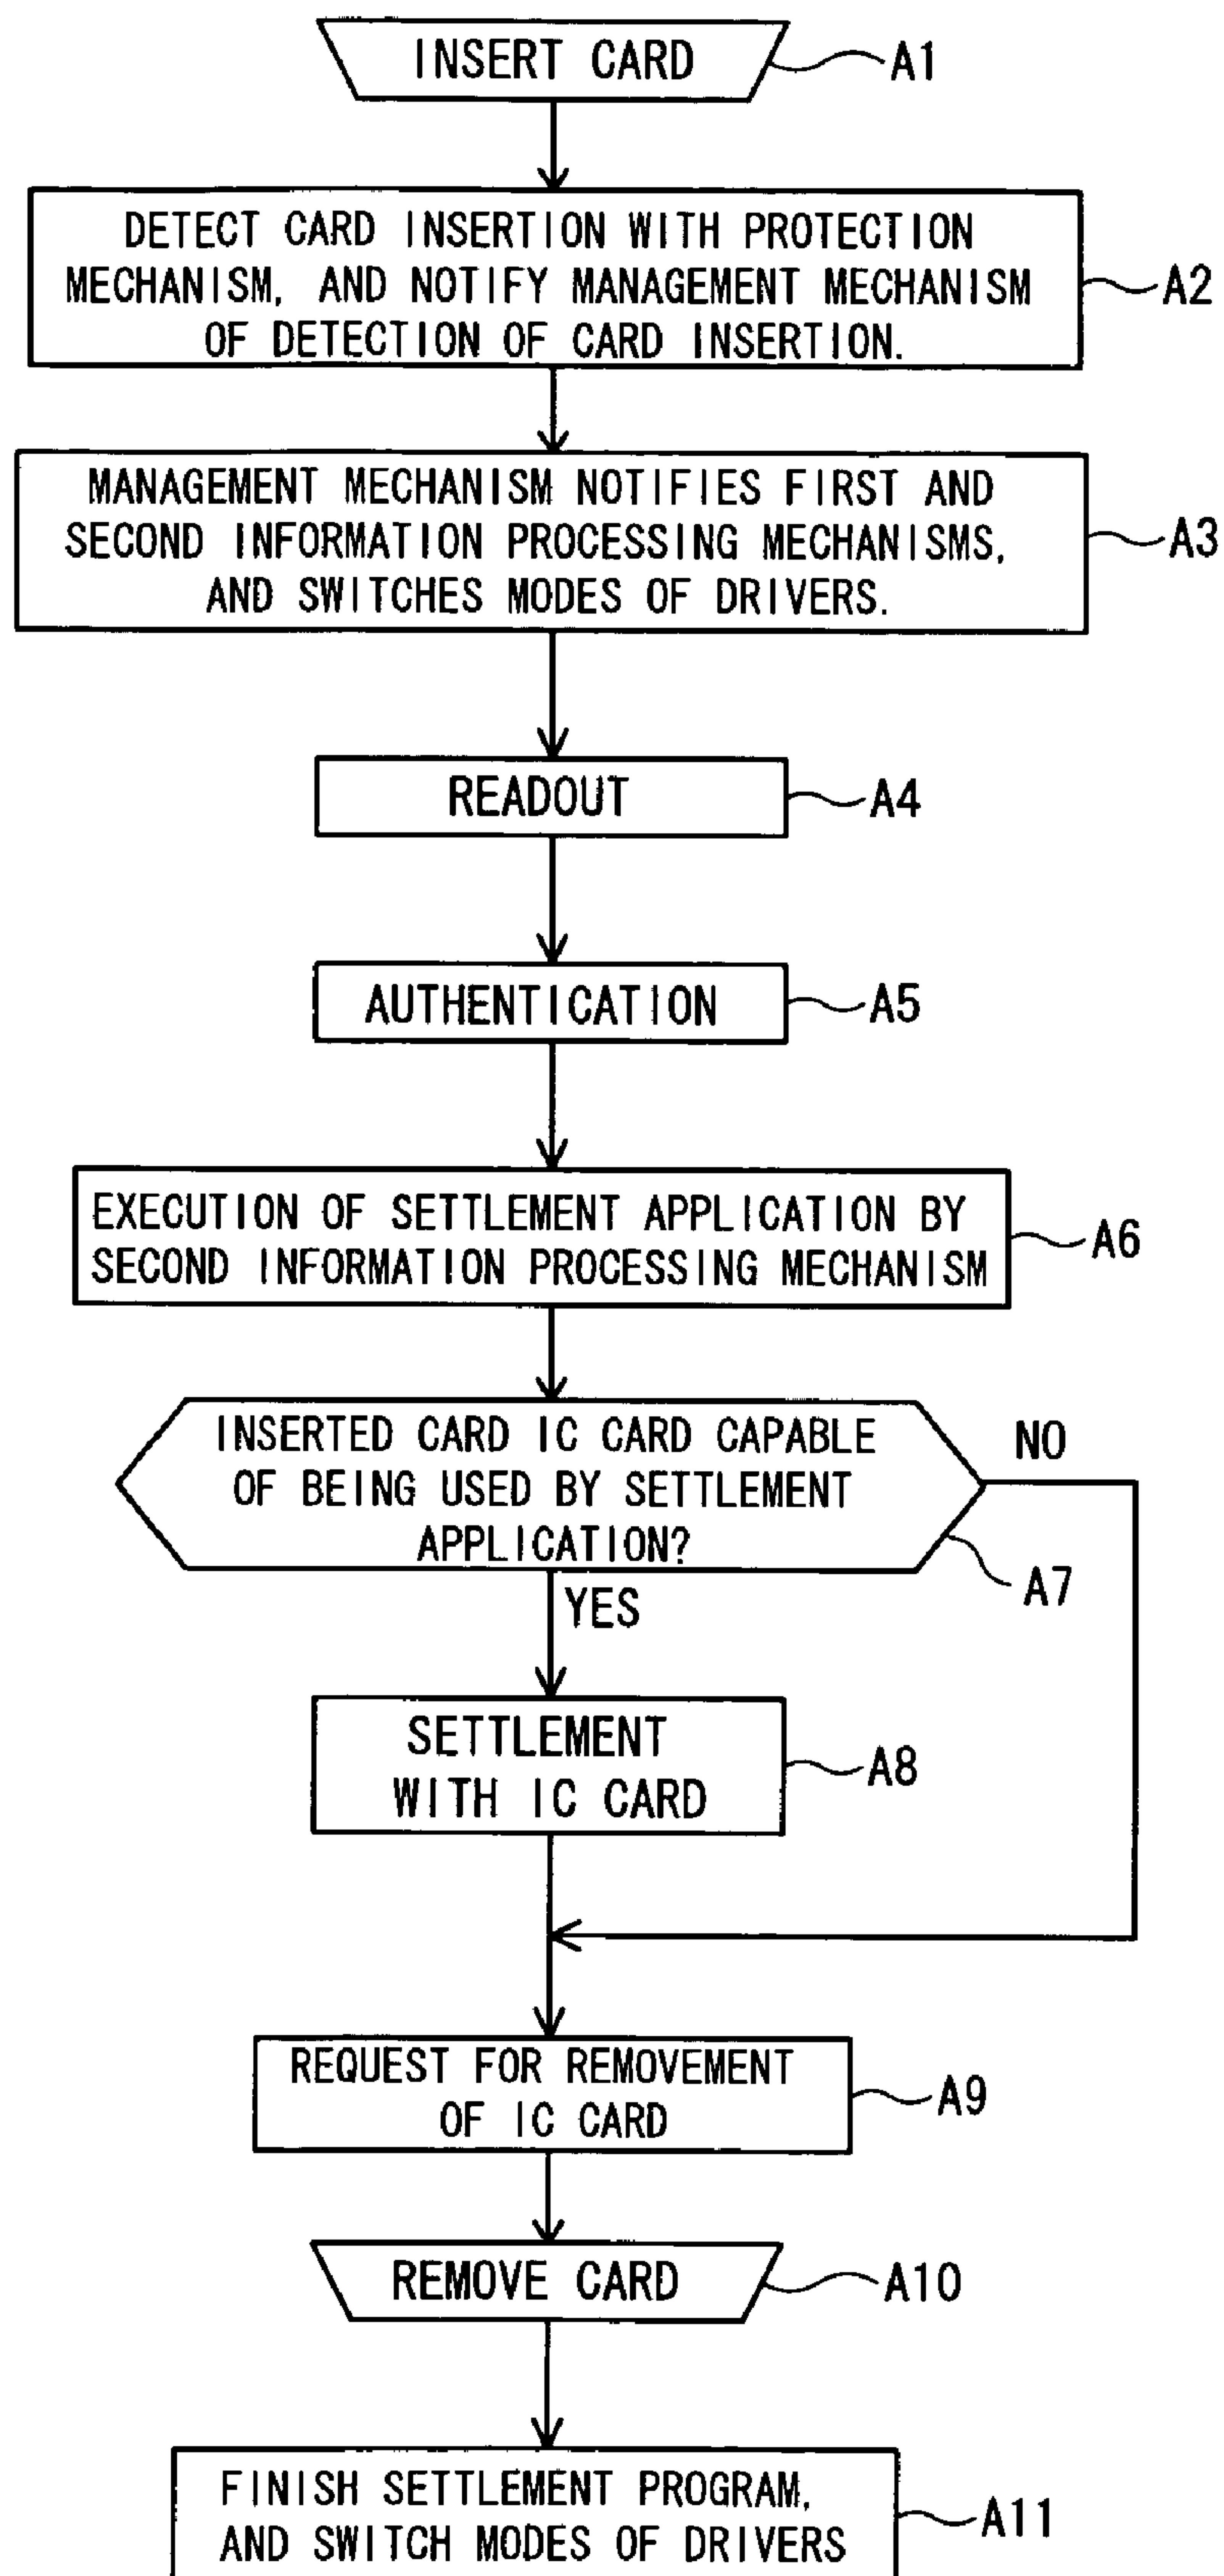 INSERT CARD
A1
DETECT CARD INSERTION WITH PROTECTION
MECHANISM, AND NOTIFY MANAGEMENT MECHANISM
OF DETECTION OF CARD INSERTION.
A2
MANAGEMENT MECHANISM NOTIFIES FIRST AND
SECOND INFORMATION PROCESSING MECHANISMS,
AND SWITCHES MODES OF DRIVERS.
A3
READOUT
A4
AUTHENTICATION
A5
EXECUTION OF SETTLEMENT APPLICATION BY
SECOND INFORMATION PROCESSING MECHANISM
A6
INSERTED CARD IC CARD CAPABLE
OF BEING USED BY SETTLEMENT
APPLICATION?
NO
A7
YES
SETTLEMENT
WITH IC CARD
A8
REQUEST FOR REMOVEMENT
OF IC CARD
A9
REMOVE CARD
A10
FINISH SETTLEMENT PROGRAM,
AND SWITCH MODES OF DRIVERS
A11